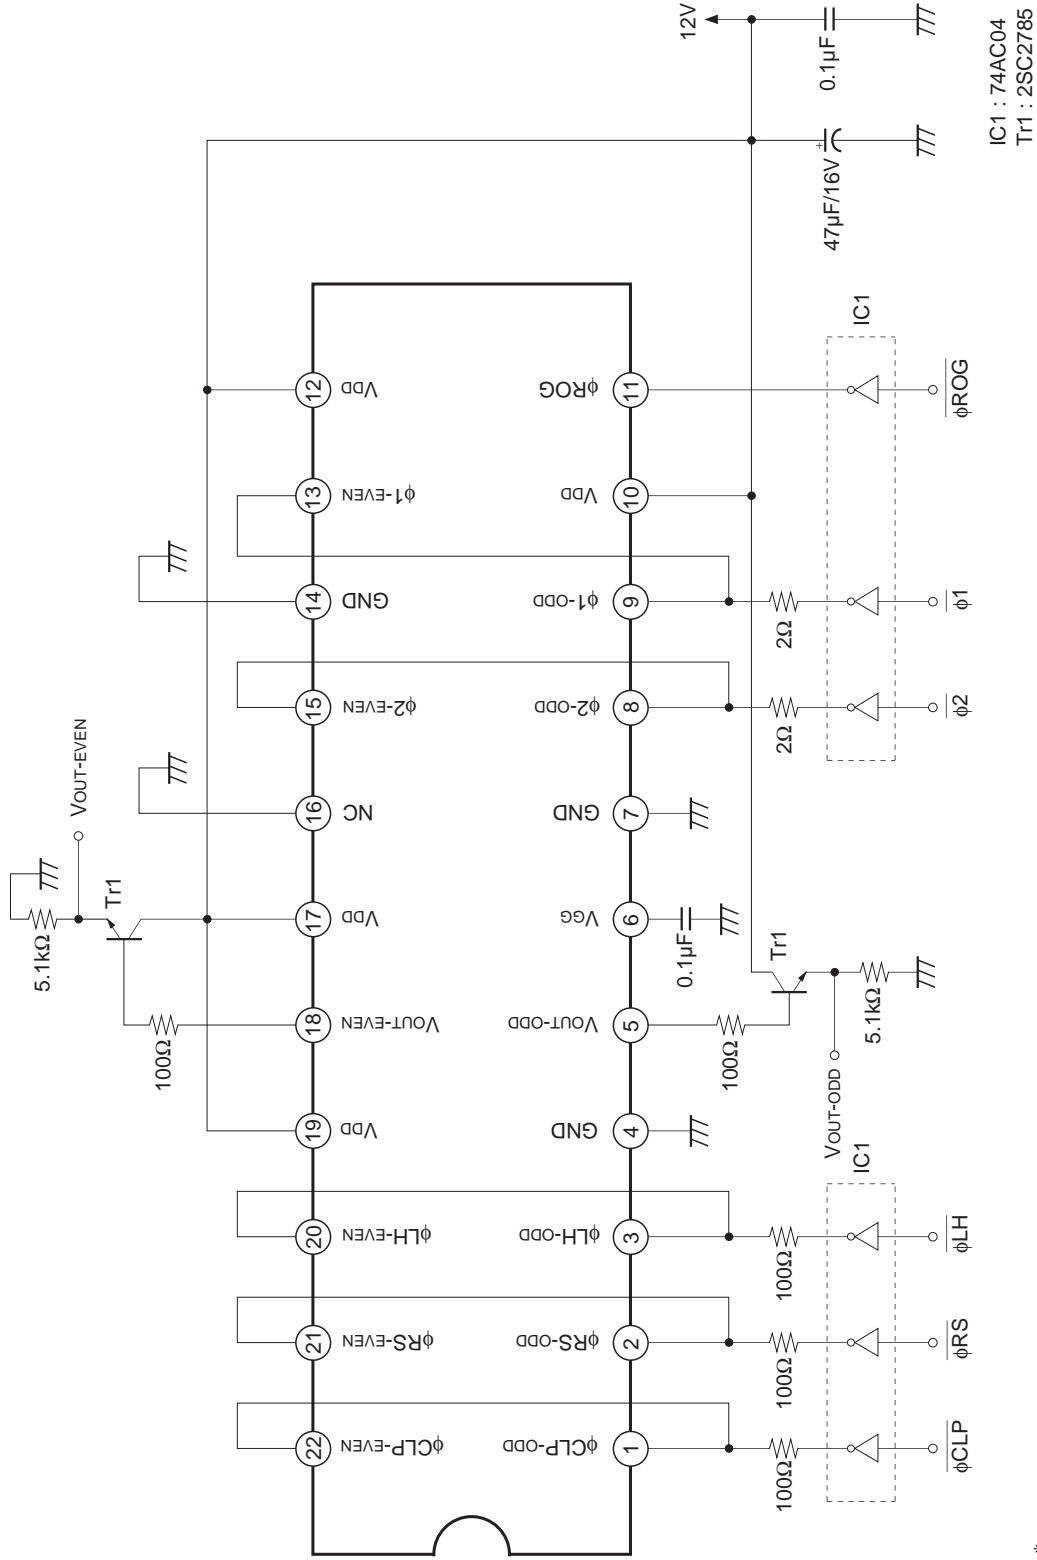 5.1kΩ
VOUT-EVEN
Tr1
100Ω
22
21
20
19
18
17
16
15
14
13
12
φCLP-EVEN
φRS-EVEN
φLH-EVEN
VDD
VOUT-EVEN
VDD
NC
φ2-EVEN
GND
φ1-EVEN
VDD
φCLP-ODD
φRS-ODD
φLH-ODD
GND
VOUT-ODD
VGG
GND
φ2-ODD
φ1-ODD
VDD
φROG
1
2
3
4
5
6
7
8
9
10
11
12V
0.1µF
100Ω
100Ω
100Ω
100Ω
Tr1
2Ω
2Ω
0.1µF
+
47µF/16V
VOUT-ODD
5.1kΩ
IC1
IC1
φCLP
φRS
φLH
φ2
φ1
φROG
IC1 : 74AC04
Tr1 : 2SC2785
*